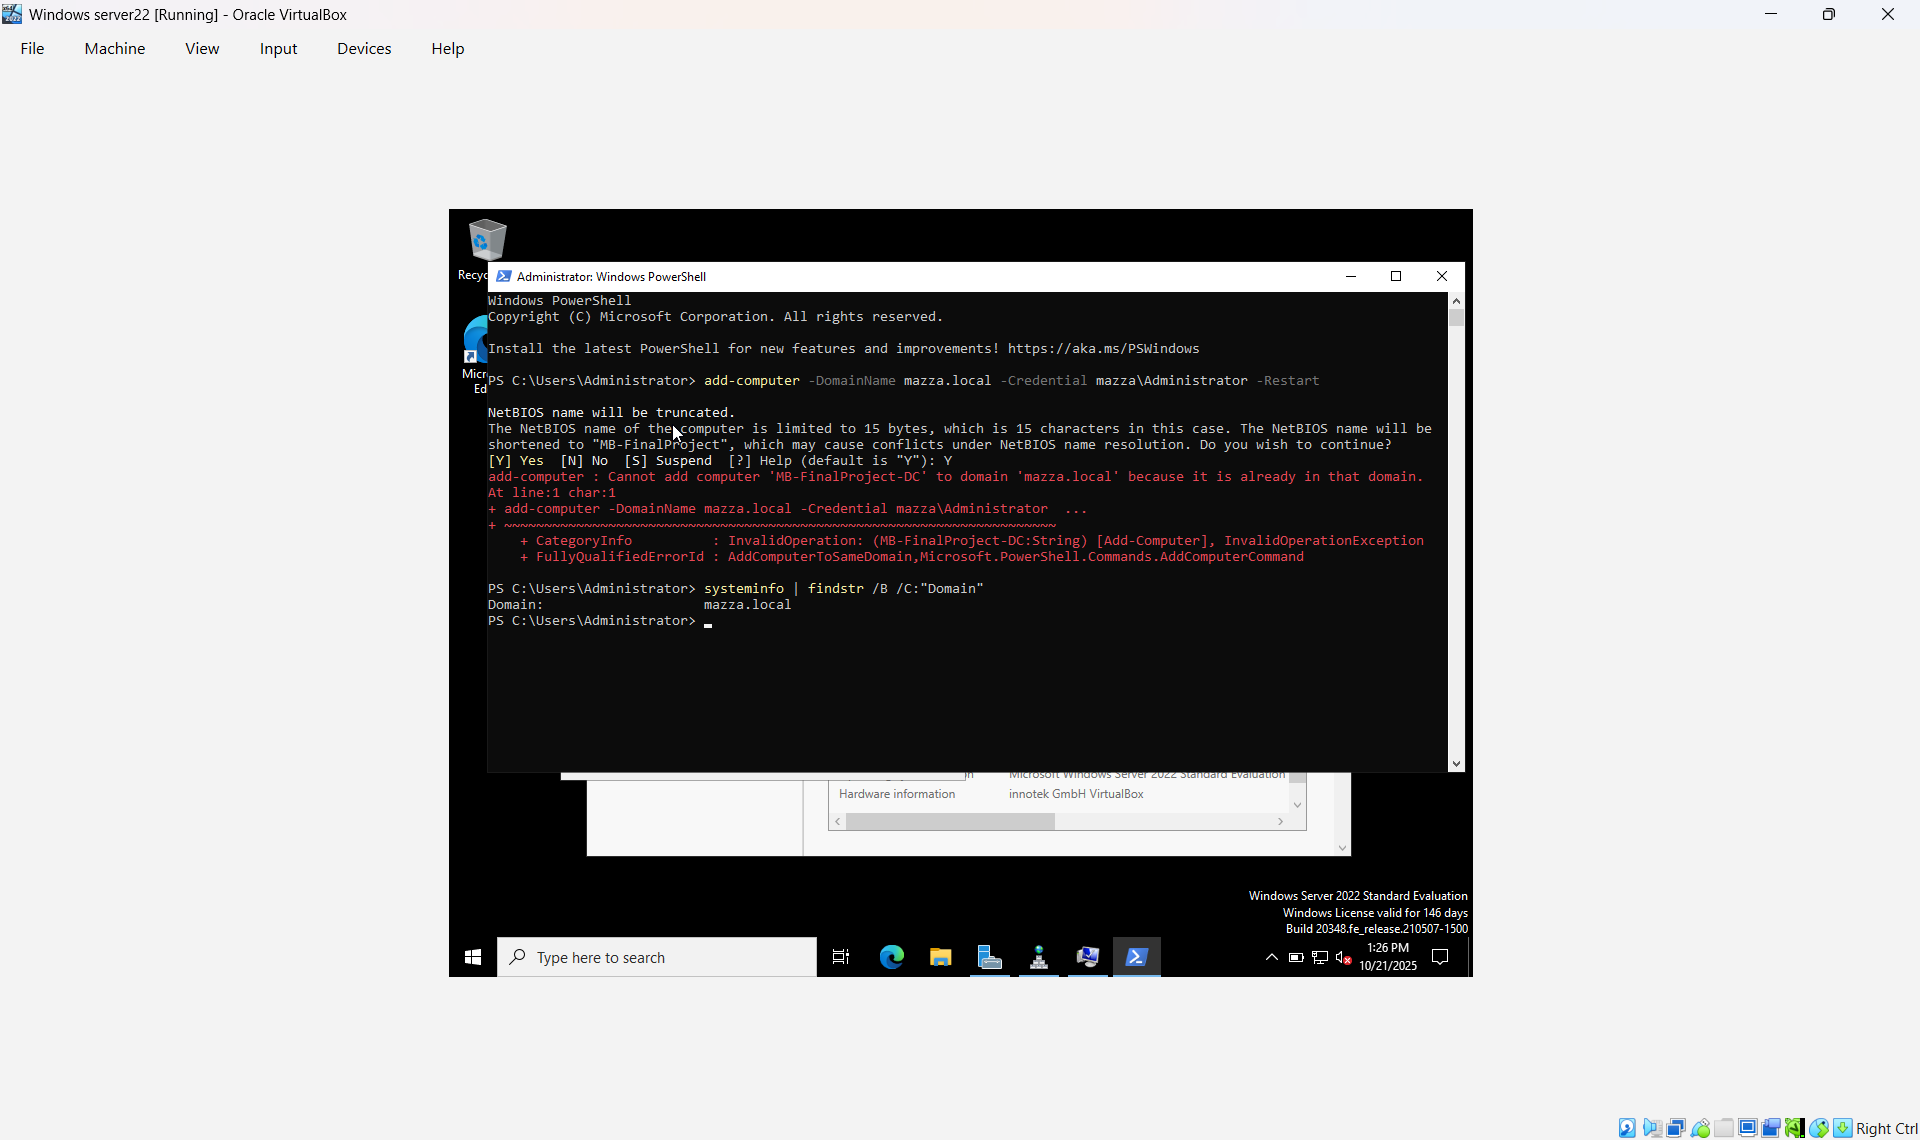 Windows server22 [Running] - Oracle VirtualBox
File Machine View Input Devices Help
Recyc
Administrator: Windows PowerShell
Windows PowerShell
Copyright (C) Microsoft Corporation. All rights reserved.
Install the latest PowerShell for new features and improvements! https://aka.ms/PSWindows
Micr
Ed
PS C:\Users\Administrator> add-computer -DomainName mazza.local -Credential mazza\Administrator -Restart
NetBIOS name will be truncated.
The NetBIOS name of the computer is limited to 15 bytes, which is 15 characters in this case. The NetBIOS name will be
shortened to "MB-FinalProject", which may cause conflicts under NetBIOS name resolution. Do you wish to continue?
[Y] Yes [N] No [S] Suspend [?] Help (default is "Y"): Y
add-computer : Cannot add computer 'MB-FinalProject-DC' to domain 'mazza.local' because it is already in that domain.
At line:1 char:1
+ add-computer -DomainName mazza.local -Credential mazza\Administrator ...
+ ~~~~~~~~~~~~~~~~~~~~~~~~~~~~~~~~~~~~~~~~~~~~~~~~~~~~~~~~~~~~~~~~~~~~~
+ CategoryInfo : InvalidOperation: (MB-FinalProject-DC:String) [Add-Computer], InvalidOperationException
+ FullyQualifiedErrorId : AddComputerToSameDomain,Microsoft.PowerShell.Commands.AddComputerCommand
PS C:\Users\Administrator> systeminfo | findstr /B /C:"Domain"
Domain: mazza.local
PS C:\Users\Administrator>
Microsoft Windows Server 2022 Standard Evaluation
Hardware information innotek GmbH VirtualBox
Windows Server 2022 Standard Evaluation
Windows License valid for 146 days
Build 20348.fe_release.210507-1500
Type here to search
1:26 PM
10/21/2025
Right Ctrl